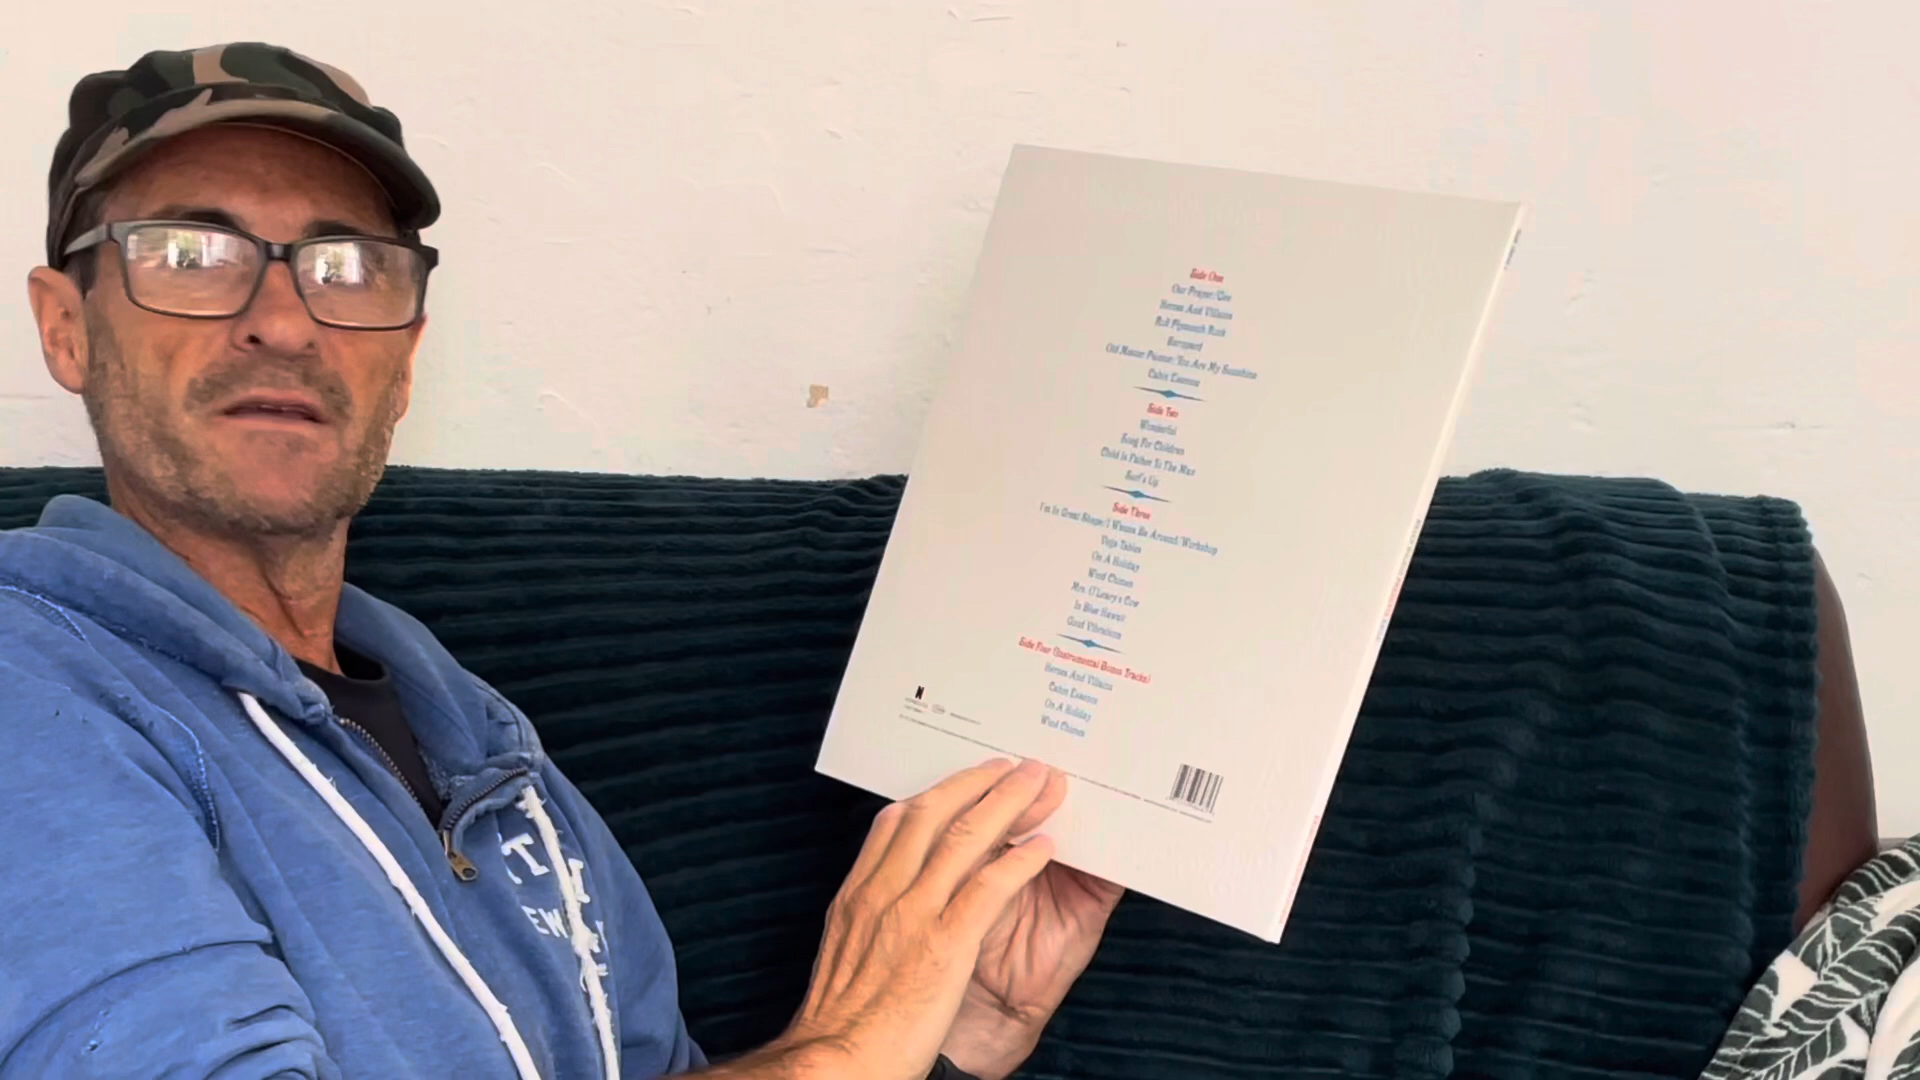 Side One
Our Prayer/Gee
Heroes And Villains
Roll Plymouth Rock
Barnyard
Old Master Painter/You Are My Sunshine
Cabin Essence
Side Two
Wonderful
Song For Children
Child Is Father To The Man
Surf's Up
Side Three
I'm In Great Shape/I Wanna Be Around/Workshop
Vega-Tables
On A Holiday
Wind Chimes
Mrs. O'Leary's Cow
In Blue Hawaii
Good Vibrations
Side Four (Instrumental Bonus Tracks)
Heroes And Villains
Cabin Essence
On A Holiday
Wind Chimes
N